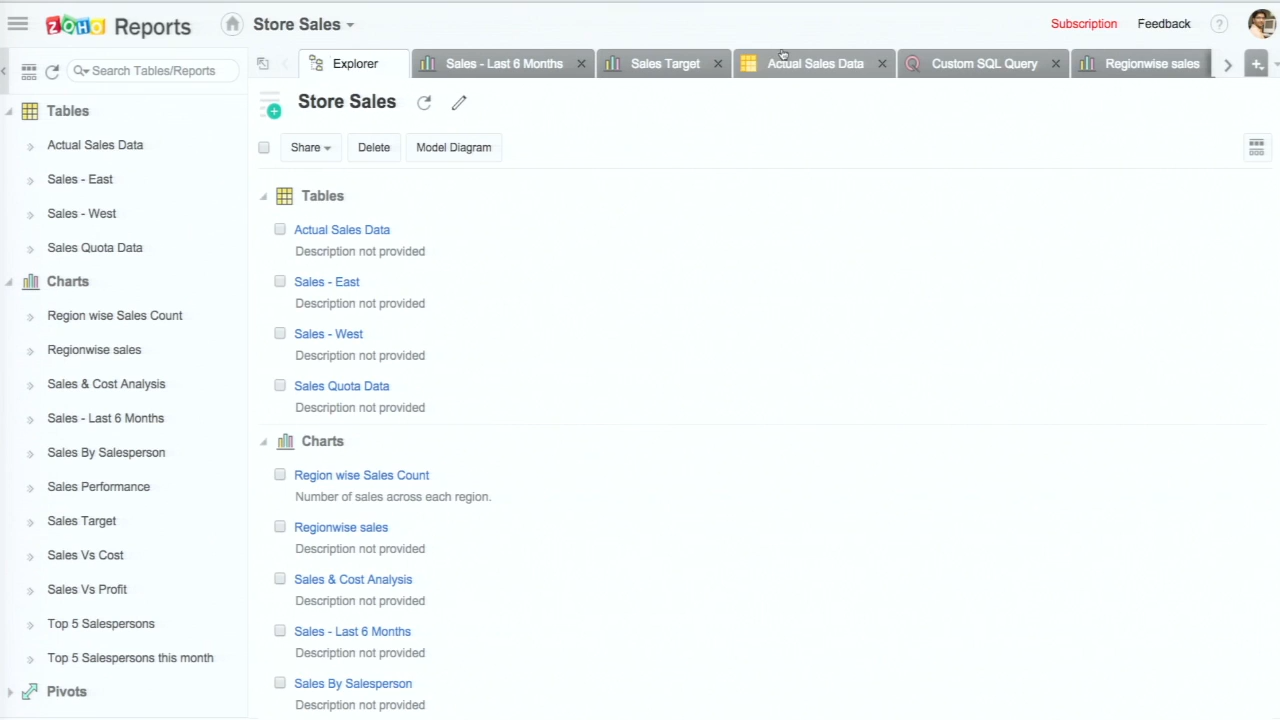 ZOHO Reports
Store Sales
Subscription
Feedback
?
Search Tables/Reports
Explorer
Sales - Last 6 Months
Sales Target
Actual Sales Data
Custom SQL Query
Regionwise sales
Tables
Actual Sales Data
Sales - East
Sales - West
Sales Quota Data
Charts
Region wise Sales Count
Regionwise sales
Sales & Cost Analysis
Sales - Last 6 Months
Sales By Salesperson
Sales Performance
Sales Target
Sales Vs Cost
Sales Vs Profit
Top 5 Salespersons
Top 5 Salespersons this month
Pivots
Store Sales
Share
Delete
Model Diagram
Tables
Actual Sales Data
Description not provided
Sales - East
Description not provided
Sales - West
Description not provided
Sales Quota Data
Description not provided
Charts
Region wise Sales Count
Number of sales across each region.
Regionwise sales
Description not provided
Sales & Cost Analysis
Description not provided
Sales - Last 6 Months
Description not provided
Sales By Salesperson
Description not provided